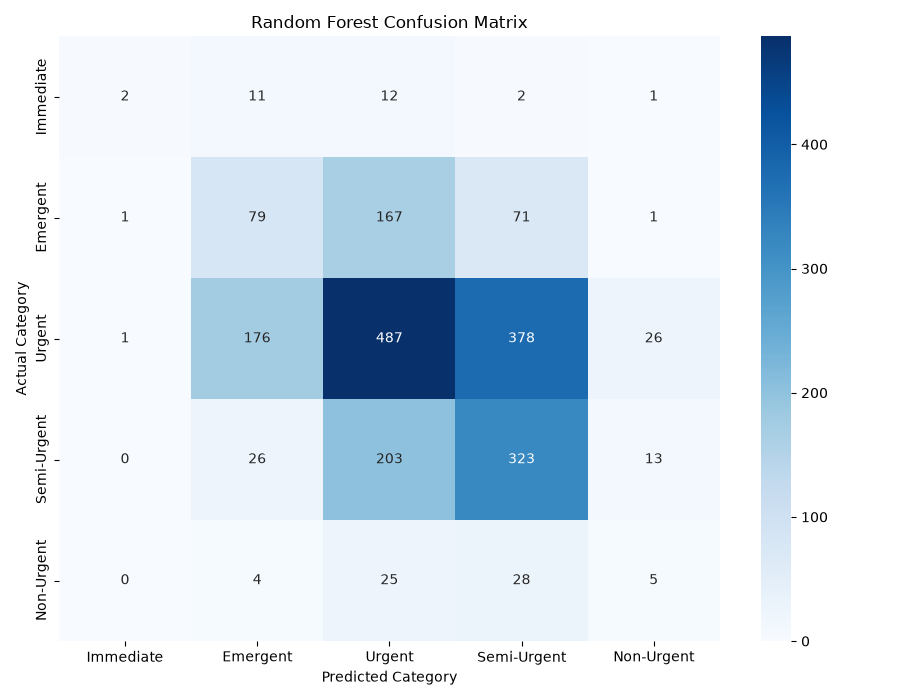 Random Forest Confusion Matrix
Actual Category
Immediate
2 11 12 2 1
Emergent
1 79 167 71 1
Urgent
1 176 487 378 26
Semi-Urgent
0 26 203 323 13
Non-Urgent
0 4 25 28 5
Immediate Emergent Urgent Semi-Urgent Non-Urgent
Predicted Category
400
300
200
100
0